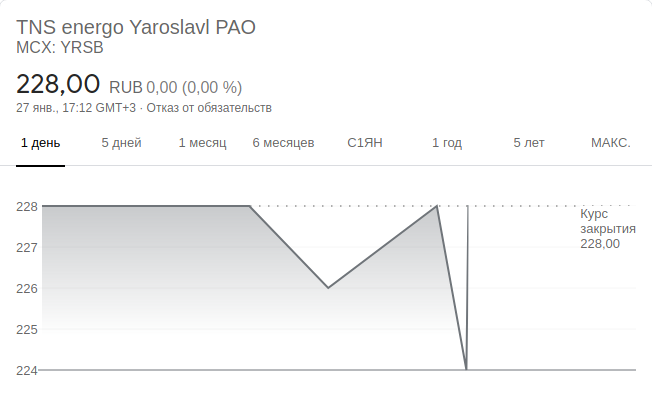 TNS energo Yaroslavl PAO
MCX: YRSB
228,00 RUB 0,00 (0,00 %)
27 янв., 17:12 GMT+3 · Отказ от обязательств
1 день 5 дней 1 месяц 6 месяцев С1ЯН 1 год 5 лет МАКС.
228
Курс
закрытия
228,00
227
226
225
224